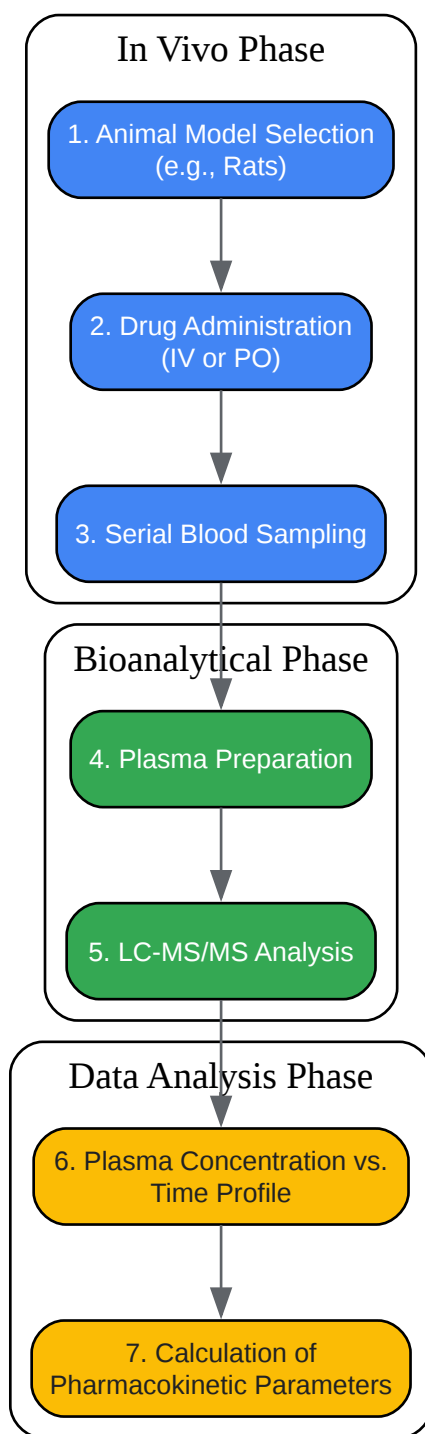 In Vivo Phase
1. Animal Model Selection
(e.g., Rats)
2. Drug Administration
(IV or PO)
3. Serial Blood Sampling
Bioanalytical Phase
4. Plasma Preparation
5. LC-MS/MS Analysis
Data Analysis Phase
6. Plasma Concentration vs.
Time Profile
7. Calculation of
Pharmacokinetic Parameters